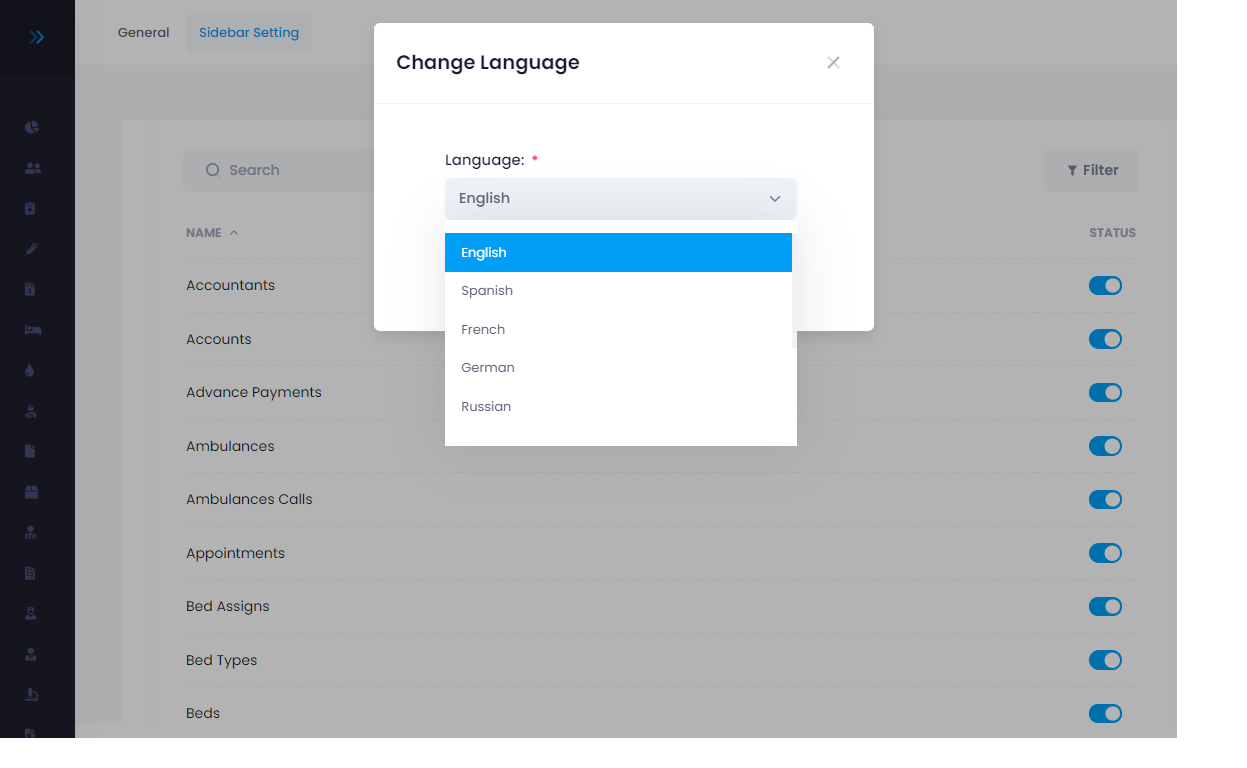 General
Sidebar Setting
Change Language
Language: *
English
English
Spanish
French
German
Russian
Search
Filter
NAME
STATUS
Accountants
Accounts
Advance Payments
Ambulances
Ambulances Calls
Appointments
Bed Assigns
Bed Types
Beds